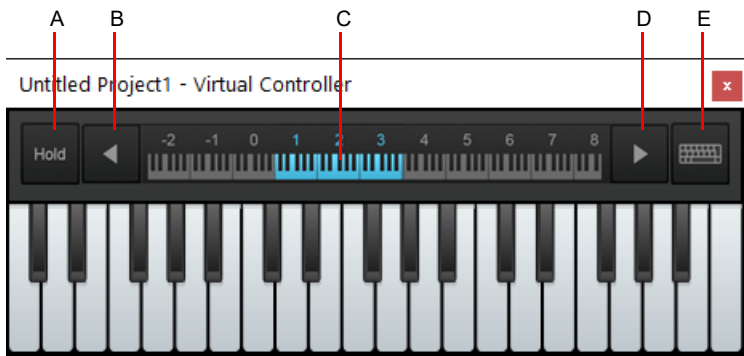 A B C D E
Untitled Project1 - Virtual Controller x
Hold -2 -1 0 1 2 3 4 5 6 7 8